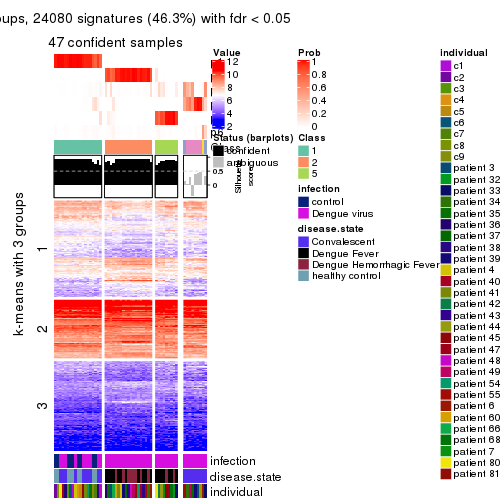 oups, 24080 signatures (46.3%) with fdr < 0.05
47 confident samples
Value
12
10
8
6
4
2
Prob
1
0.8
0.6
0.4
0.2
0
Status (barplots)
confident
ambiguous
Class
1
2
5
infection
control
Dengue virus
disease.state
Convalescent
Dengue Fever
Dengue Hemorrhagic Fever
healthy control
individual
c1
c2
c3
c4
c5
c6
c7
c8
c9
patient 3
patient 32
patient 33
patient 34
patient 35
patient 36
patient 37
patient 38
patient 39
patient 4
patient 40
patient 41
patient 42
patient 43
patient 44
patient 45
patient 47
patient 48
patient 49
patient 54
patient 55
patient 6
patient 60
patient 66
patient 68
patient 7
patient 80
patient 81
1
0.5
0
Silhouette
score
k-means with 3 groups
1
2
3
infection
disease.state
individual